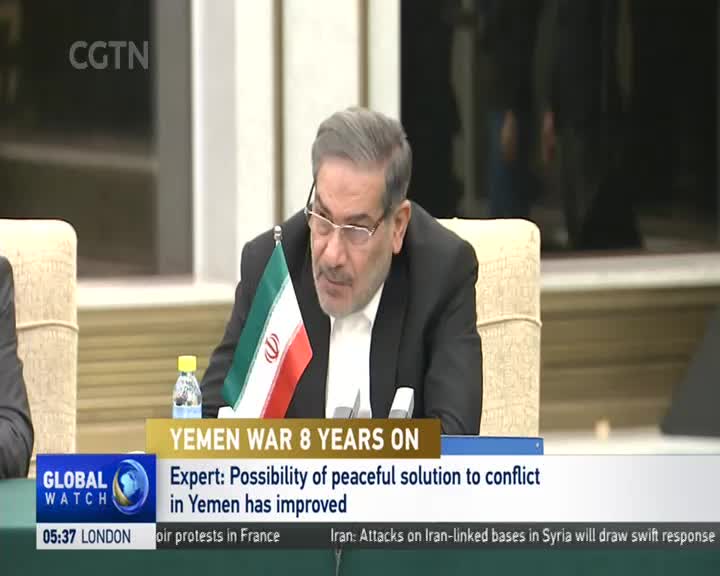 CGTN
YEMEN WAR 8 YEARS ON
Expert: Possibility of peaceful solution to conflict
in Yemen has improved
GLOBAL
WATCH
05:37 LONDON
oir protests in France
Iran: Attacks on Iran-linked bases in Syria will draw swift response